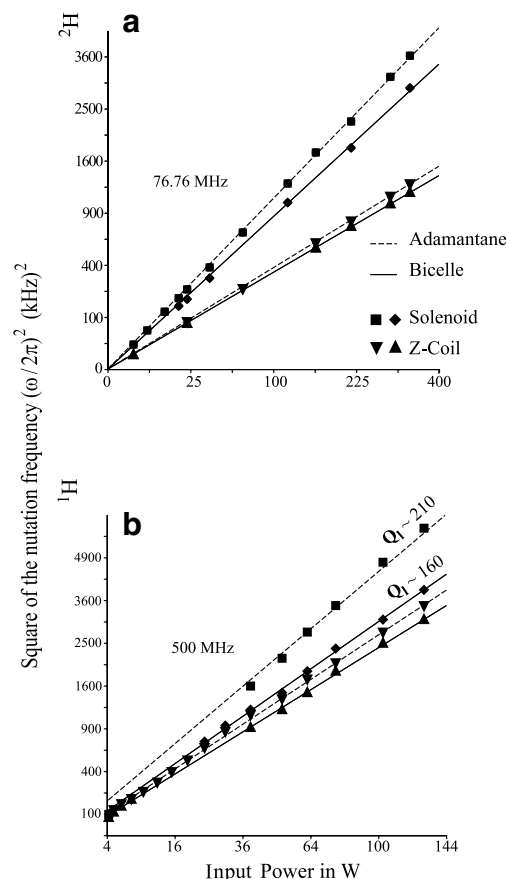 ²H
a
3600
2500
1600
900
400
100
0
76.76 MHz
Adamantane
Bicelle
Solenoid
Z-Coil
0 25 100 225 400
Square of the nutation frequency (ω/2π)² (kHz)²
¹H
b
4900
3600
2500
1600
900
400
100
500 MHz
Q₁ ~ 210
Q₁ ~ 160
4 16 36 64 100 144
Input Power in W